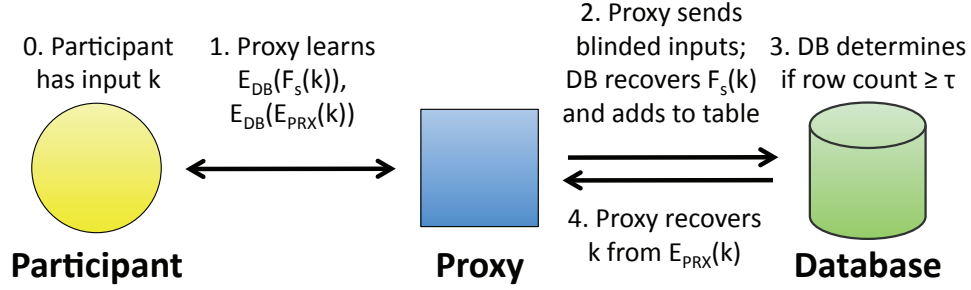 0. Participant
has input k
1. Proxy learns
E_DB(F_s(k)),
E_DB(E_PRX(k))
2. Proxy sends
blinded inputs;
DB recovers F_s(k)
and adds to table
3. DB determines
if row count ≥ τ
4. Proxy recovers
k from E_PRX(k)
Participant
Proxy
Database